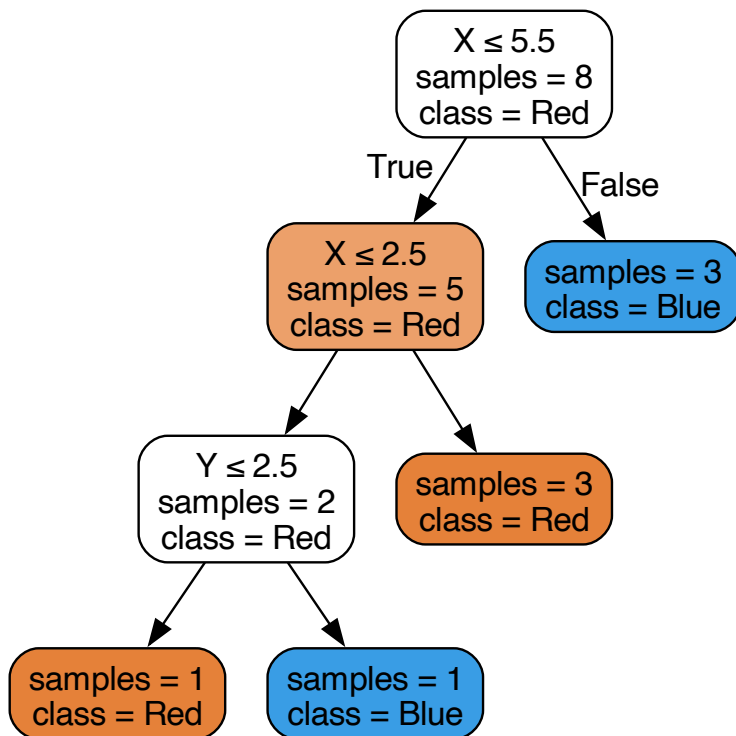 X ≤ 5.5
samples = 8
class = Red
True
False
X ≤ 2.5
samples = 5
class = Red
samples = 3
class = Blue
Y ≤ 2.5
samples = 2
class = Red
samples = 3
class = Red
samples = 1
class = Red
samples = 1
class = Blue